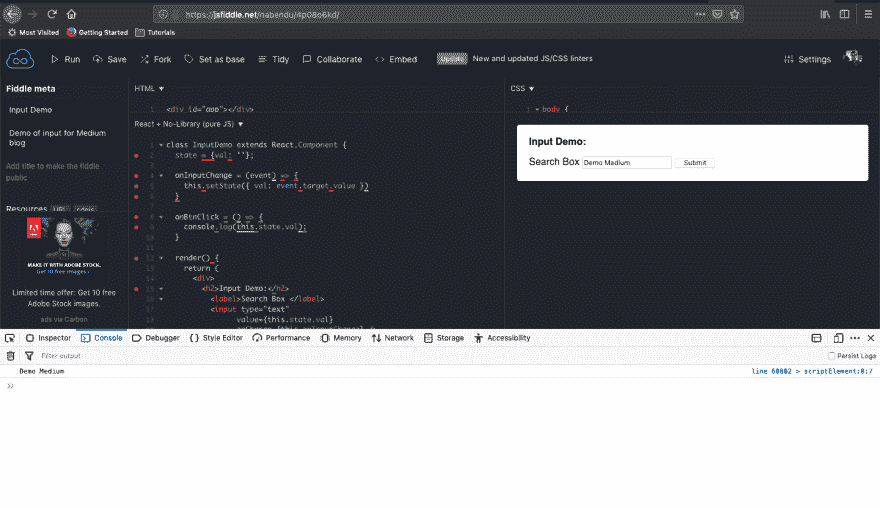 https://jsfiddle.net/nabendu/4p08o6kd/
Most Visited Getting Started Tutorials
Run Save Fork Set as base Tidy Collaborate Embed Update New and updated JS/CSS linters Settings
Fiddle meta
Input Demo
Demo of input for Medium
blog
Add title to make the fiddle
public
Resources URL cdnjs
MAKE IT WITH ADOBE STOCK.
Get 10 free images ›
Limited time offer: Get 10 free
Adobe Stock images.
ads via Carbon
HTML ▼
1 <div id="app"></div>
React + No-Library (pure JS) ▼
1 class InputDemo extends React.Component {
2 state = {val: ''};
3
4 onInputChange = (event) => {
5 this.setState({ val: event.target.value })
6 }
7
8 onBtnClick = () => {
9 console.log(this.state.val);
10 }
11
12 render() {
13 return (
14 <div>
15 <h2>Input Demo:</h2>
16 <label>Search Box </label>
17 <input type="text"
18 value={this.state.val}
CSS ▼
1 body {
Input Demo:
Search Box Demo Madium Submit
Inspector Console Debugger {} Style Editor Performance Memory Network Storage Accessibility
Filter output Persist Logs
Demo Medium line 60802 > scriptElement:8:7
»